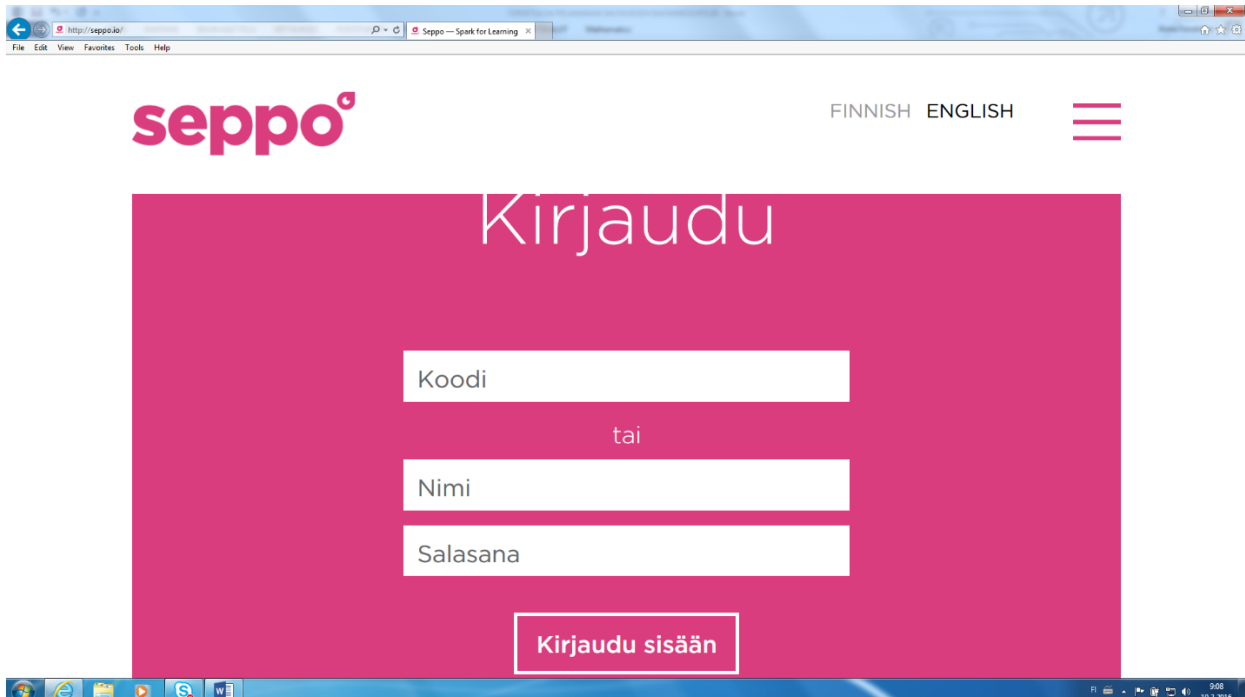 http://seppo.io/
Seppo — Spark for Learning
File Edit View Favorites Tools Help
seppo
FINNISH ENGLISH
Kirjaudu
Koodi
tai
Nimi
Salasana
Kirjaudu sisään
FI
9:08